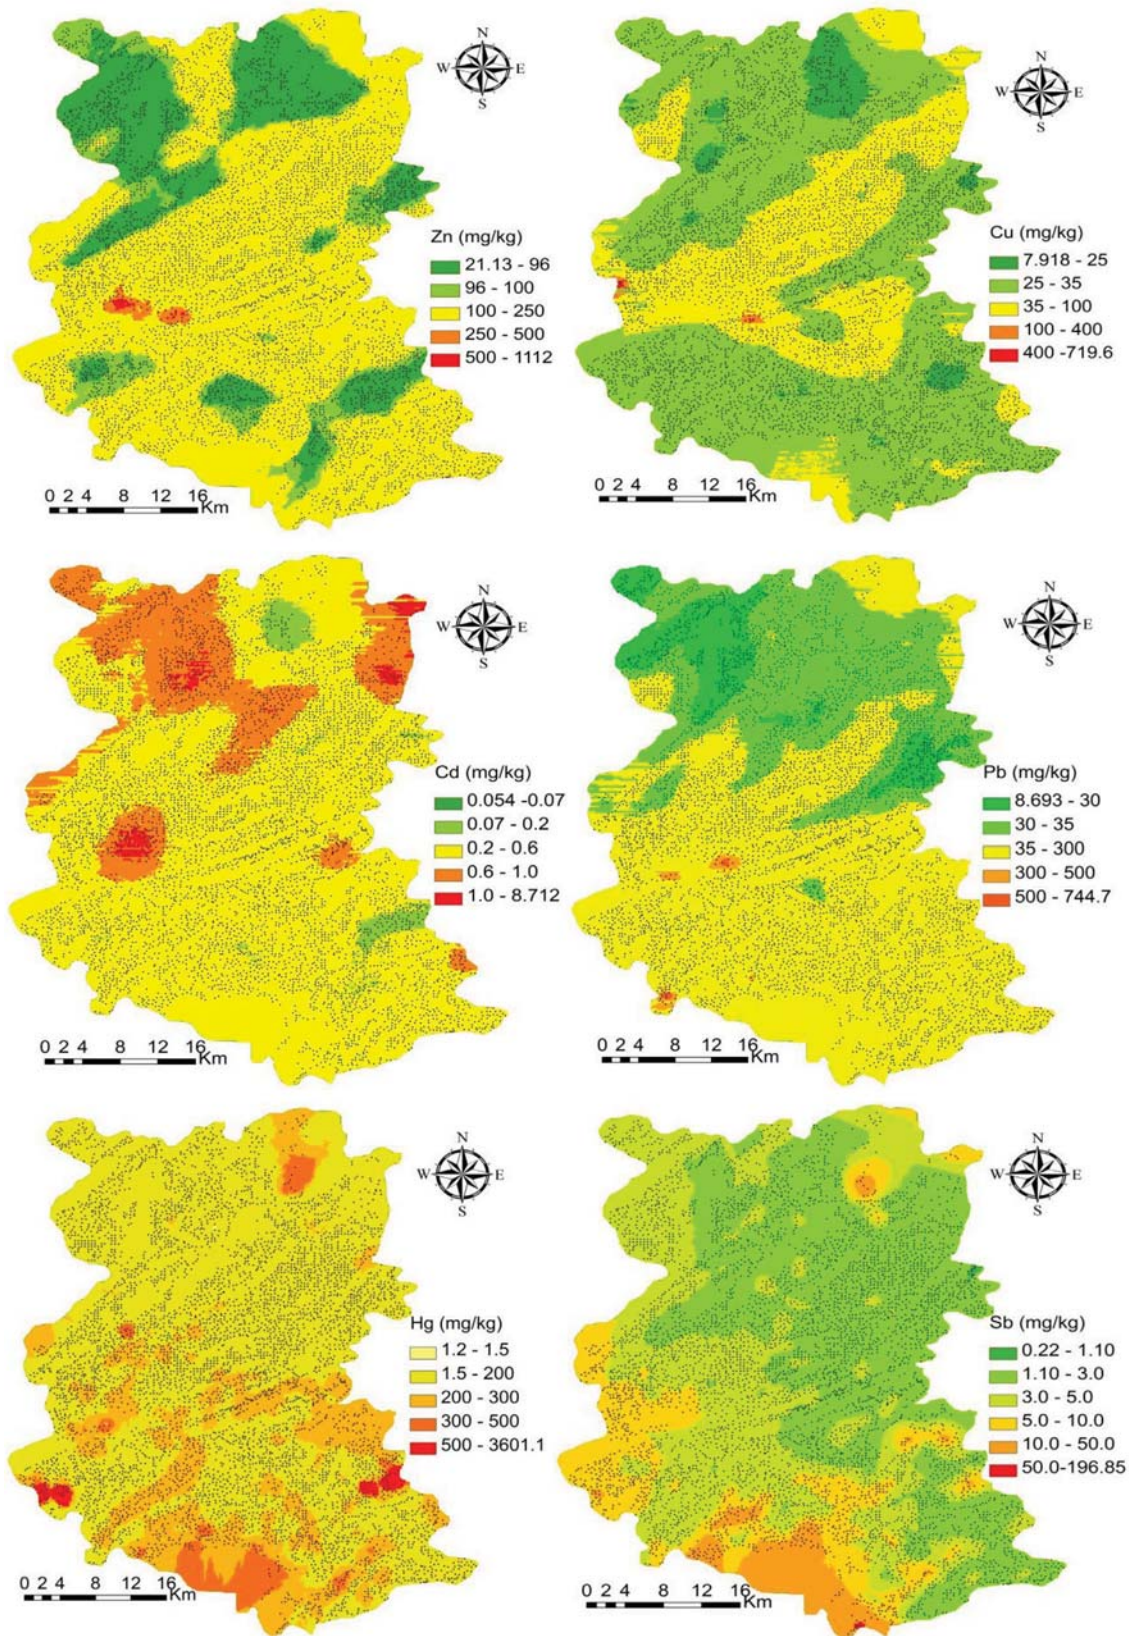 N
W E
S
Zn (mg/kg)
21.13 - 96
96 - 100
100 - 250
250 - 500
500 - 1112
0 2 4 8 12 16
Km
N
W E
S
Cu (mg/kg)
7.918 - 25
25 - 35
35 - 100
100 - 400
400 -719.6
0 2 4 8 12 16
Km
N
W E
S
Cd (mg/kg)
0.054 -0.07
0.07 - 0.2
0.2 - 0.6
0.6 - 1.0
1.0 - 8.712
0 2 4 8 12 16
Km
N
W E
S
Pb (mg/kg)
8.693 - 30
30 - 35
35 - 300
300 - 500
500 - 744.7
0 2 4 8 12 16
Km
N
W E
S
Hg (mg/kg)
1.2 - 1.5
1.5 - 200
200 - 300
300 - 500
500 - 3601.1
0 2 4 8 12 16
Km
N
W E
S
Sb (mg/kg)
0.22 - 1.10
1.10 - 3.0
3.0 - 5.0
5.0 - 10.0
10.0 - 50.0
50.0-196.85
0 2 4 8 12 16
Km